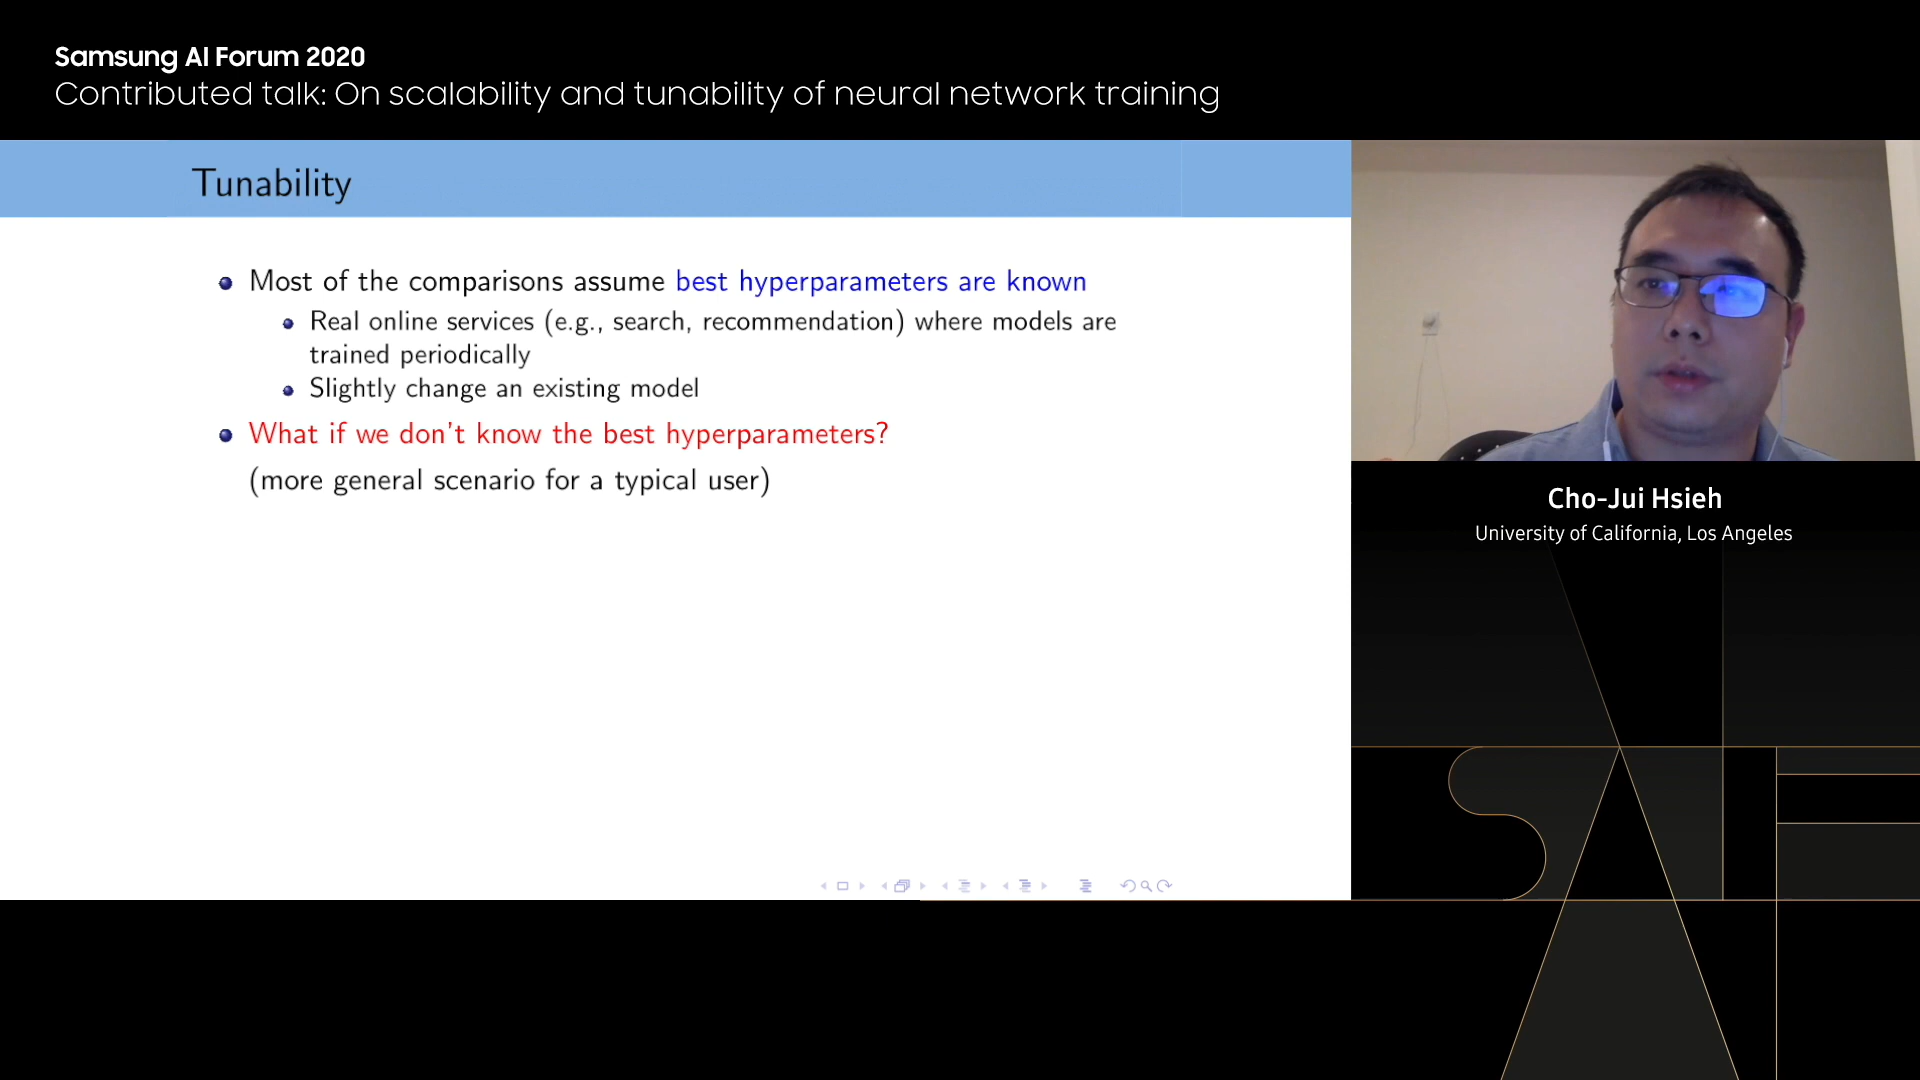 Samsung AI Forum 2020
Contributed talk: On scalability and tunability of neural network training
Tunability
Most of the comparisons assume best hyperparameters are known
Real online services (e.g., search, recommendation) where models are
trained periodically
Slightly change an existing model
What if we don't know the best hyperparameters?
(more general scenario for a typical user)
Cho-Jui Hsieh
University of California, Los Angeles